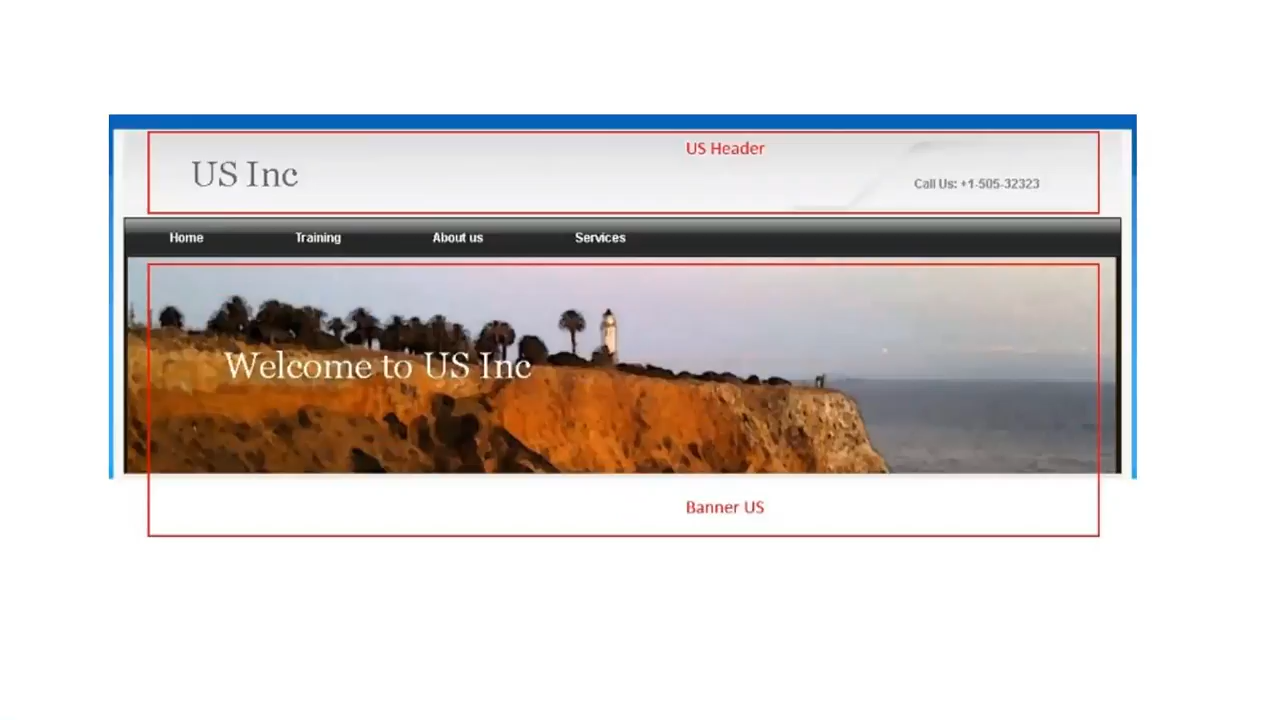 US Header
US Inc
Call Us: +1-505-32323
Home Training About us Services
Welcome to US Inc
Banner US